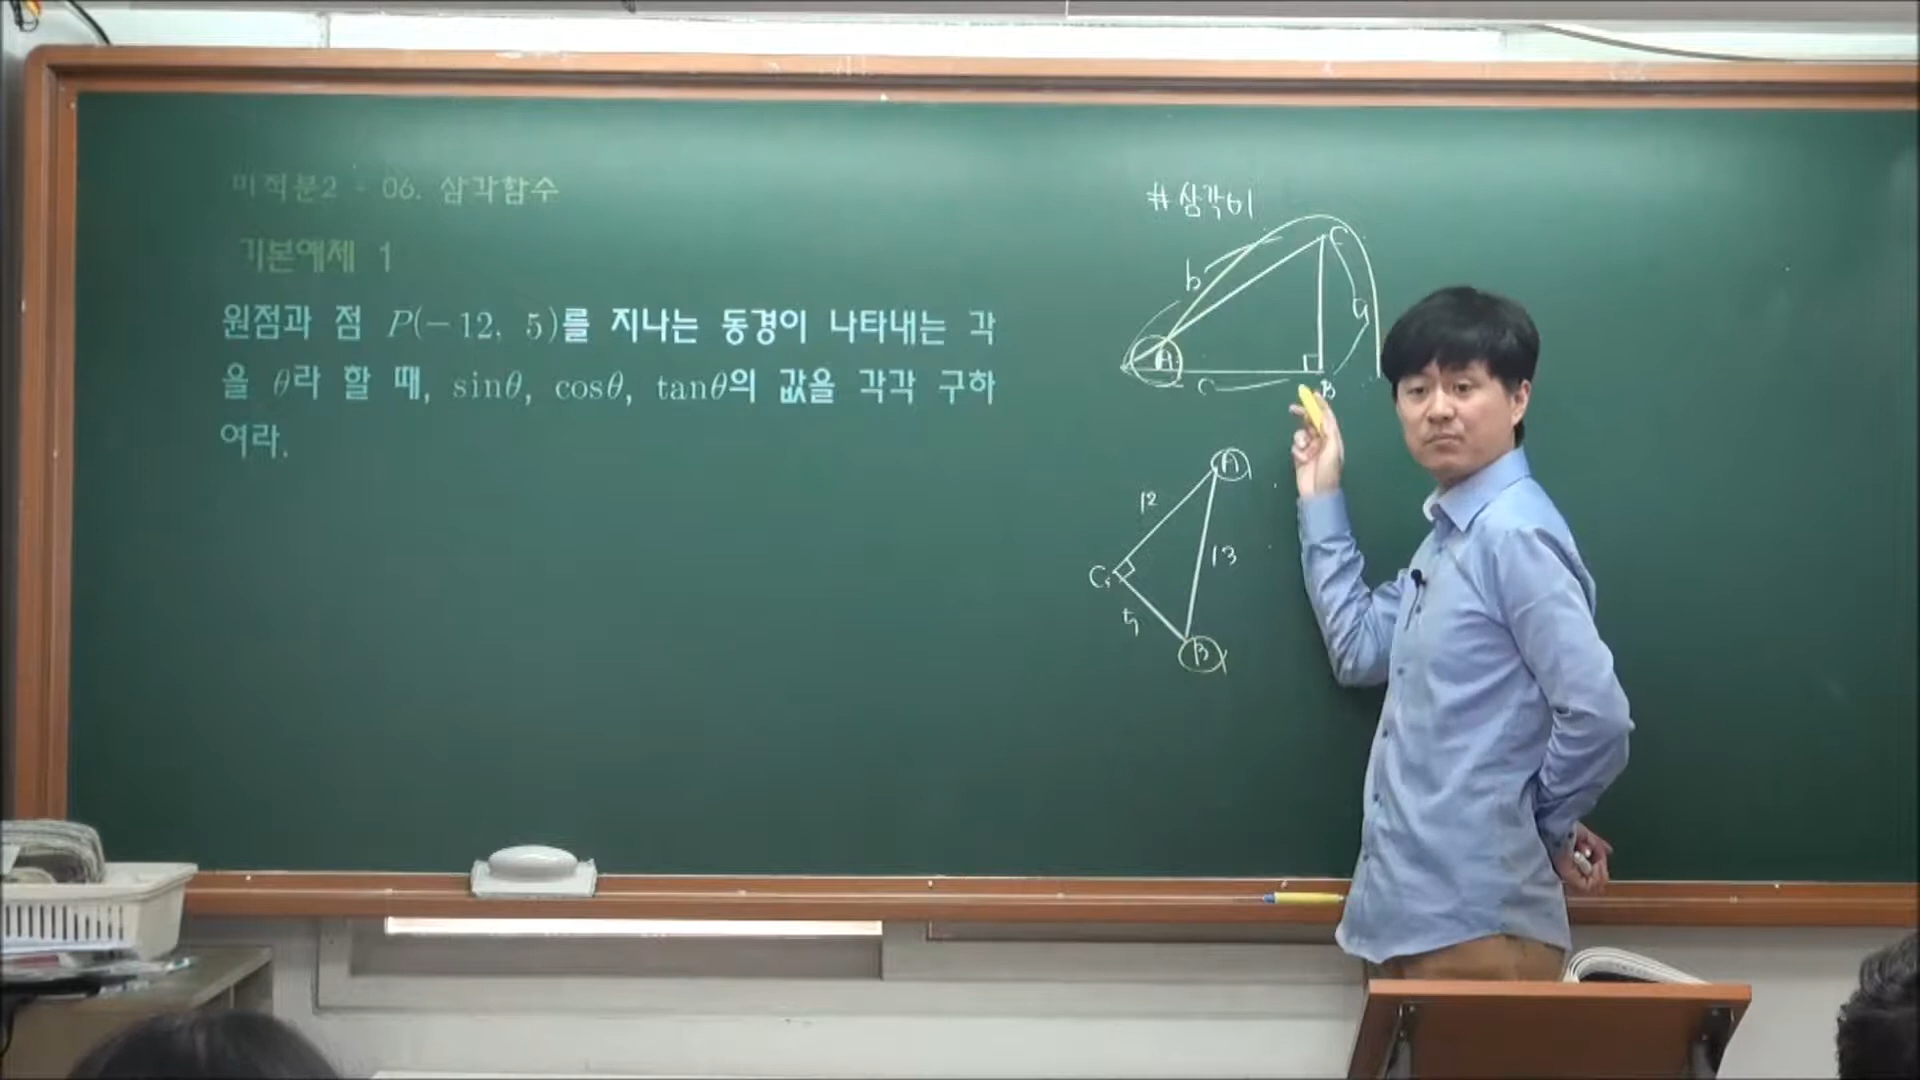 미적분2 - 06. 삼각함수
기본예제 1
원점과 점 P(-12, 5)를 지나는 동경이 나타내는 각
을 θ라 할 때, sinθ, cosθ, tanθ의 값을 각각 구하
여라.
#삼각비
C
b
a
A
c
B
A
12
13
C
5
B